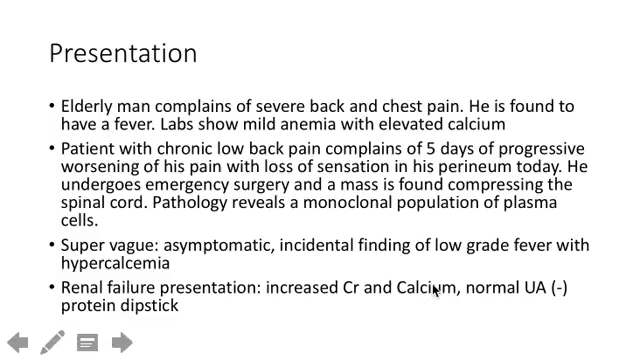 Presentation
• Elderly man complains of severe back and chest pain. He is found to
have a fever. Labs show mild anemia with elevated calcium
• Patient with chronic low back pain complains of 5 days of progressive
worsening of his pain with loss of sensation in his perineum today. He
undergoes emergency surgery and a mass is found compressing the
spinal cord. Pathology reveals a monoclonal population of plasma
cells.
• Super vague: asymptomatic, incidental finding of low grade fever with
hypercalcemia
• Renal failure presentation: increased Cr and Calcium, normal UA (-)
protein dipstick